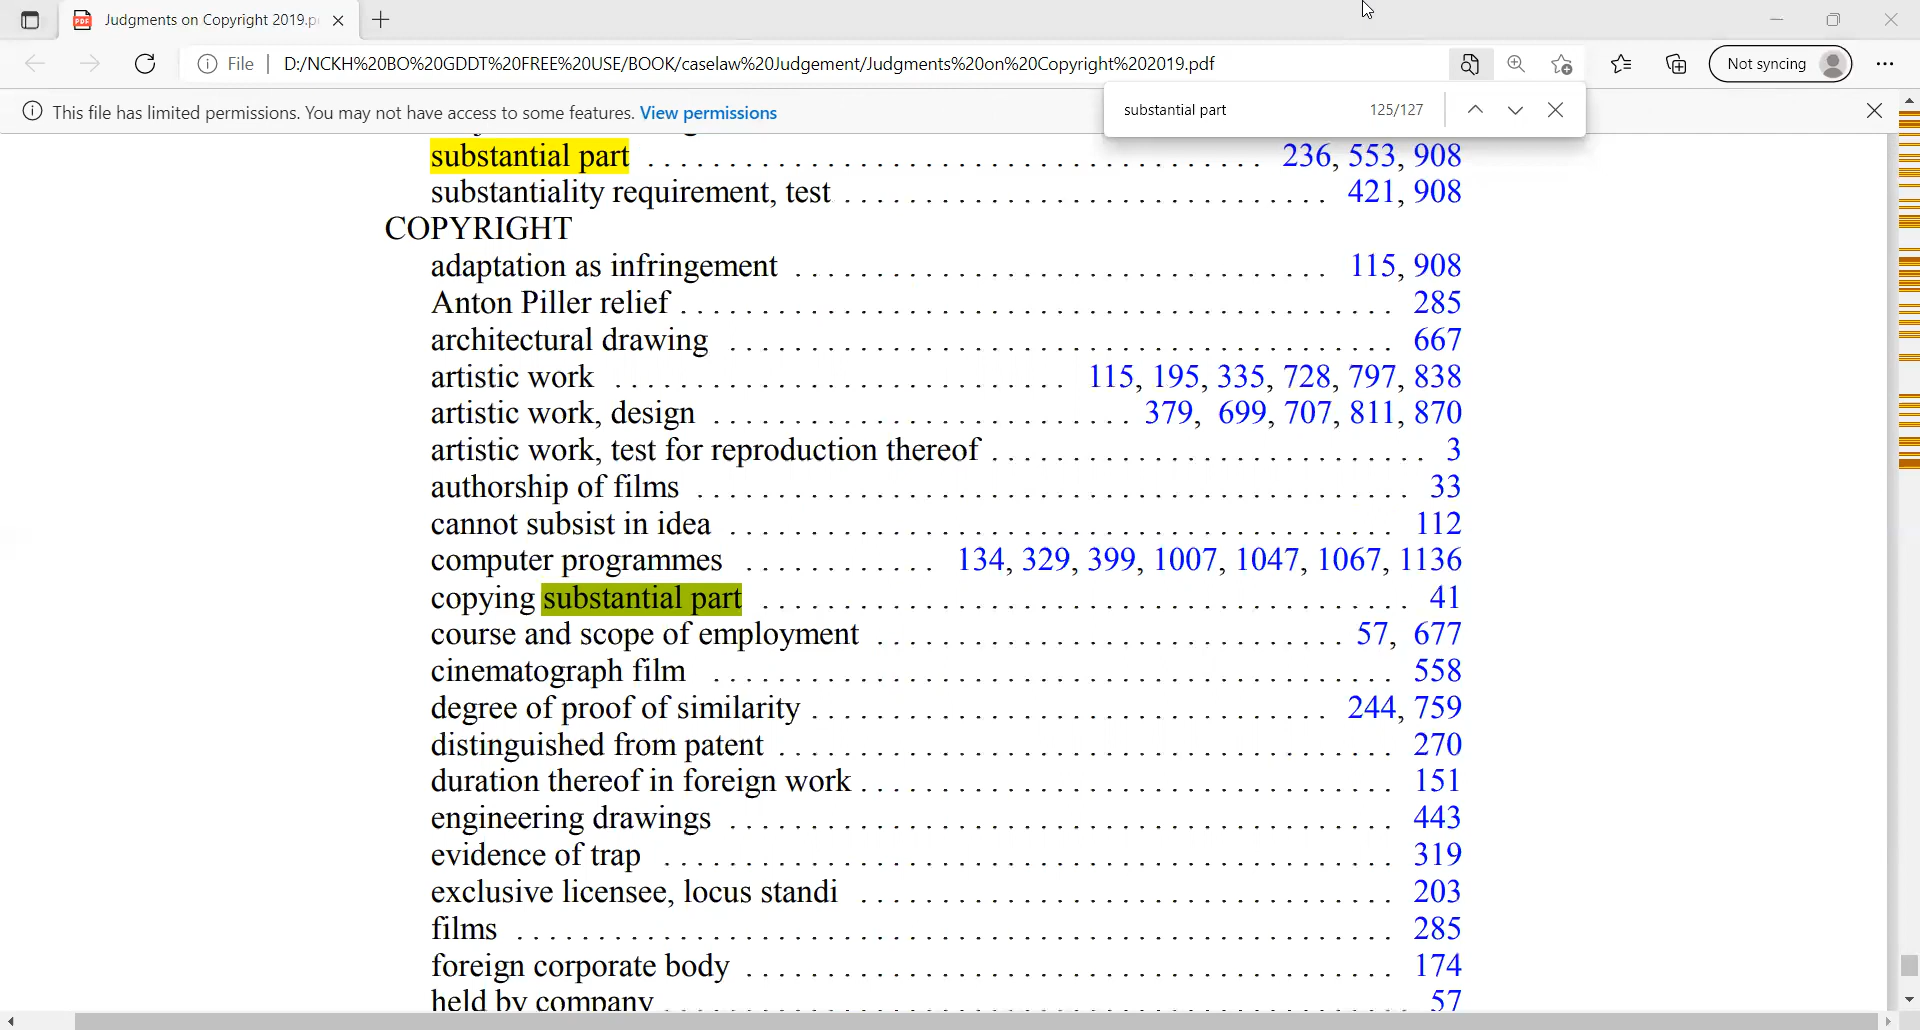 Judgments on Copyright 2019.p
File
D:/NCKH%20BO%20GDDT%20FREE%20USE/BOOK/caselaw%20Judgement/Judgments%20on%20Copyright%202019.pdf
Not syncing
This file has limited permissions. You may not have access to some features. View permissions
substantial part 125/127
substantial part . . . . . . . . . . . . . . . . . . . . . . . . . . . . . . . . . . . . . 236, 553, 908
substantiality requirement, test . . . . . . . . . . . . . . . . . . . . . . . . . . . . . . 421, 908
COPYRIGHT
adaptation as infringement . . . . . . . . . . . . . . . . . . . . . . . . . . . . . . . . . 115, 908
Anton Piller relief . . . . . . . . . . . . . . . . . . . . . . . . . . . . . . . . . . . . . . . . . . . . 285
architectural drawing . . . . . . . . . . . . . . . . . . . . . . . . . . . . . . . . . . . . . . . . . 667
artistic work . . . . . . . . . . . . . . . . . . . . . . . . . . . . 115, 195, 335, 728, 797, 838
artistic work, design . . . . . . . . . . . . . . . . . . . . . . . . . . 379, 699, 707, 811, 870
artistic work, test for reproduction thereof . . . . . . . . . . . . . . . . . . . . . . . . . . . 3
authorship of films . . . . . . . . . . . . . . . . . . . . . . . . . . . . . . . . . . . . . . . . . . . . 33
cannot subsist in idea . . . . . . . . . . . . . . . . . . . . . . . . . . . . . . . . . . . . . . . . . 112
computer programmes . . . . . . . . . . . . 134, 329, 399, 1007, 1047, 1067, 1136
copying substantial part . . . . . . . . . . . . . . . . . . . . . . . . . . . . . . . . . . . . . . . . 41
course and scope of employment . . . . . . . . . . . . . . . . . . . . . . . . . . . . . 57, 677
cinematograph film . . . . . . . . . . . . . . . . . . . . . . . . . . . . . . . . . . . . . . . . . . 558
degree of proof of similarity . . . . . . . . . . . . . . . . . . . . . . . . . . . . . . . . 244, 759
distinguished from patent . . . . . . . . . . . . . . . . . . . . . . . . . . . . . . . . . . . . . . 270
duration thereof in foreign work . . . . . . . . . . . . . . . . . . . . . . . . . . . . . . . . . 151
engineering drawings . . . . . . . . . . . . . . . . . . . . . . . . . . . . . . . . . . . . . . . . . 443
evidence of trap . . . . . . . . . . . . . . . . . . . . . . . . . . . . . . . . . . . . . . . . . . . . . 319
exclusive licensee, locus standi . . . . . . . . . . . . . . . . . . . . . . . . . . . . . . . . . 203
films . . . . . . . . . . . . . . . . . . . . . . . . . . . . . . . . . . . . . . . . . . . . . . . . . . . . . . 285
foreign corporate body . . . . . . . . . . . . . . . . . . . . . . . . . . . . . . . . . . . . . . . . 174
held by company . . . . . . . . . . . . . . . . . . . . . . . . . . . . . . . . . . . . . . . . . . . . . 57